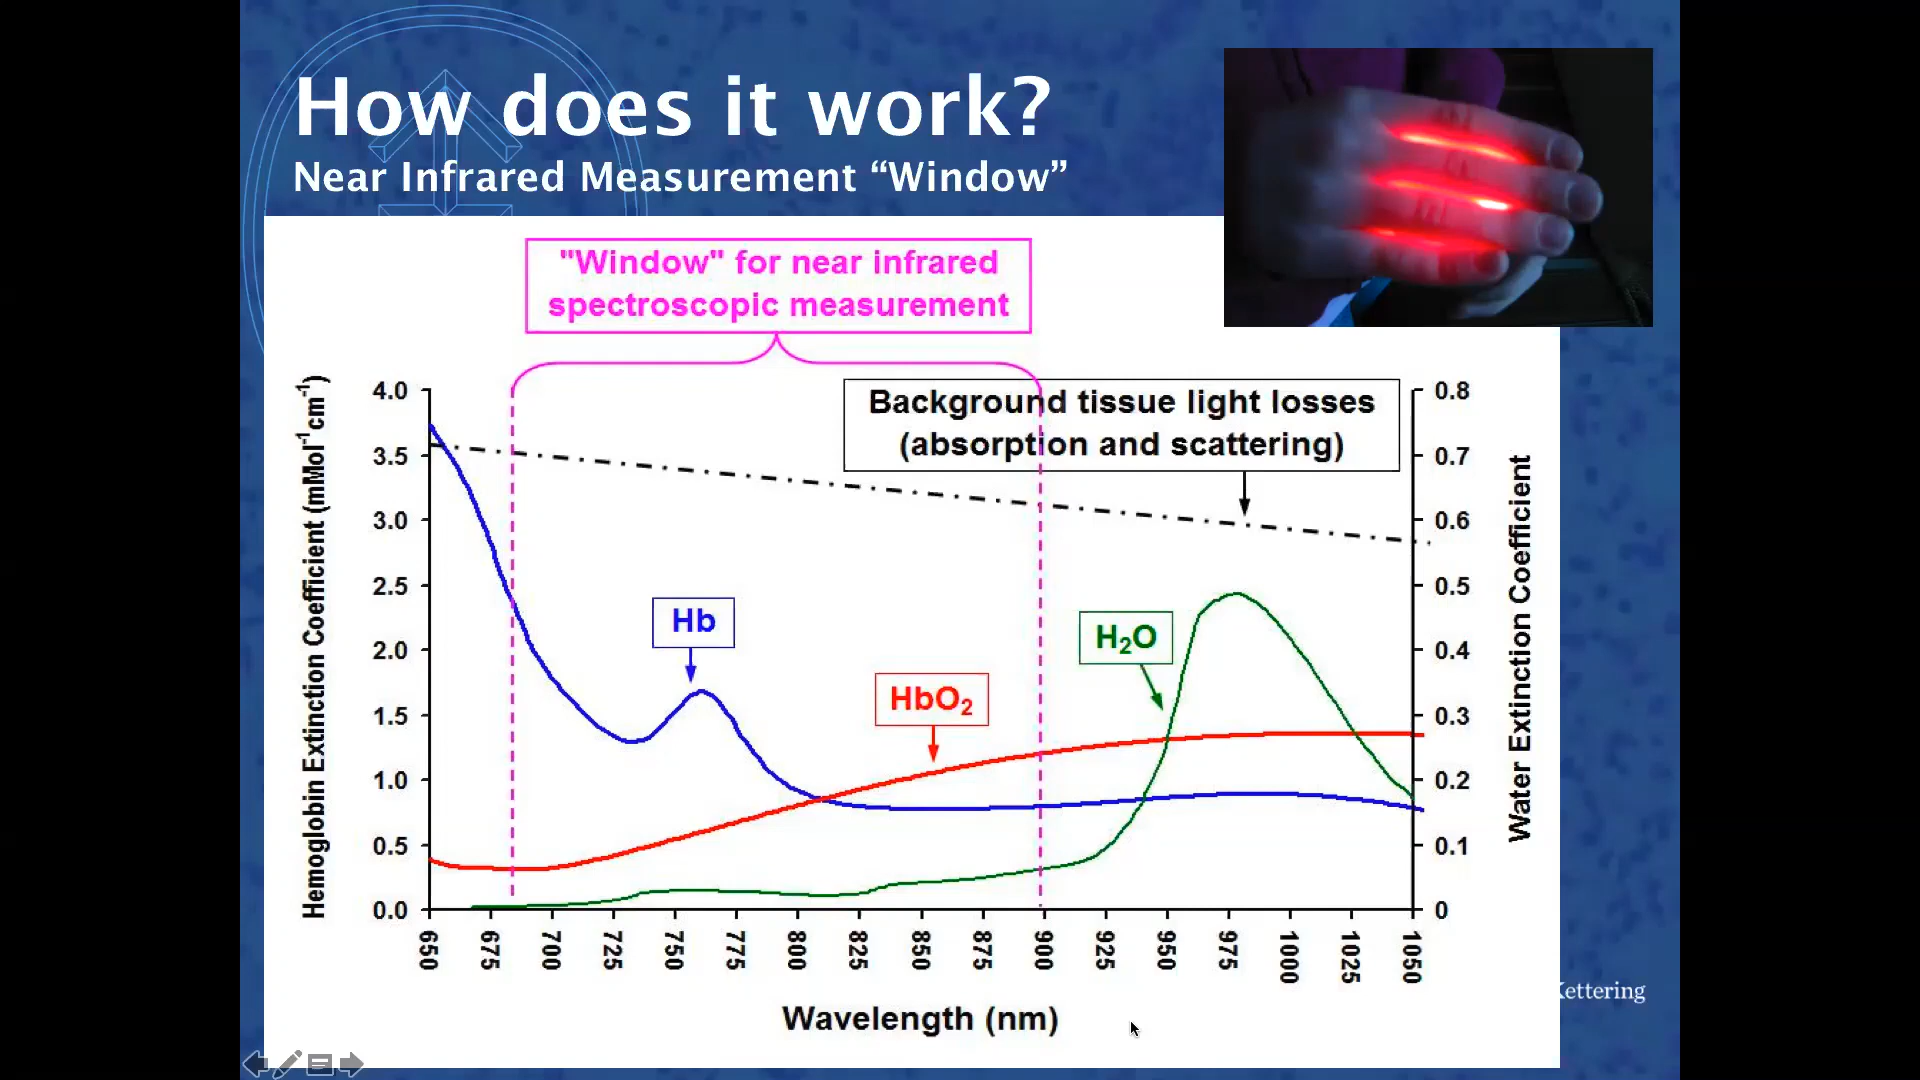 How does it work?
Near Infrared Measurement “Window”
"Window" for near infrared
spectroscopic measurement
Background tissue light losses
(absorption and scattering)
Hb
HbO₂
H₂O
Hemoglobin Extinction Coefficient (mMol⁻¹cm⁻¹)
4.0
3.5
3.0
2.5
2.0
1.5
1.0
0.5
0.0
0.8
0.7
0.6
0.5
0.4
0.3
0.2
0.1
0
Water Extinction Coefficient
650 675 700 725 750 775 800 825 850 875 900 925 950 975 1000 1025 1050
Wavelength (nm)
Kettering